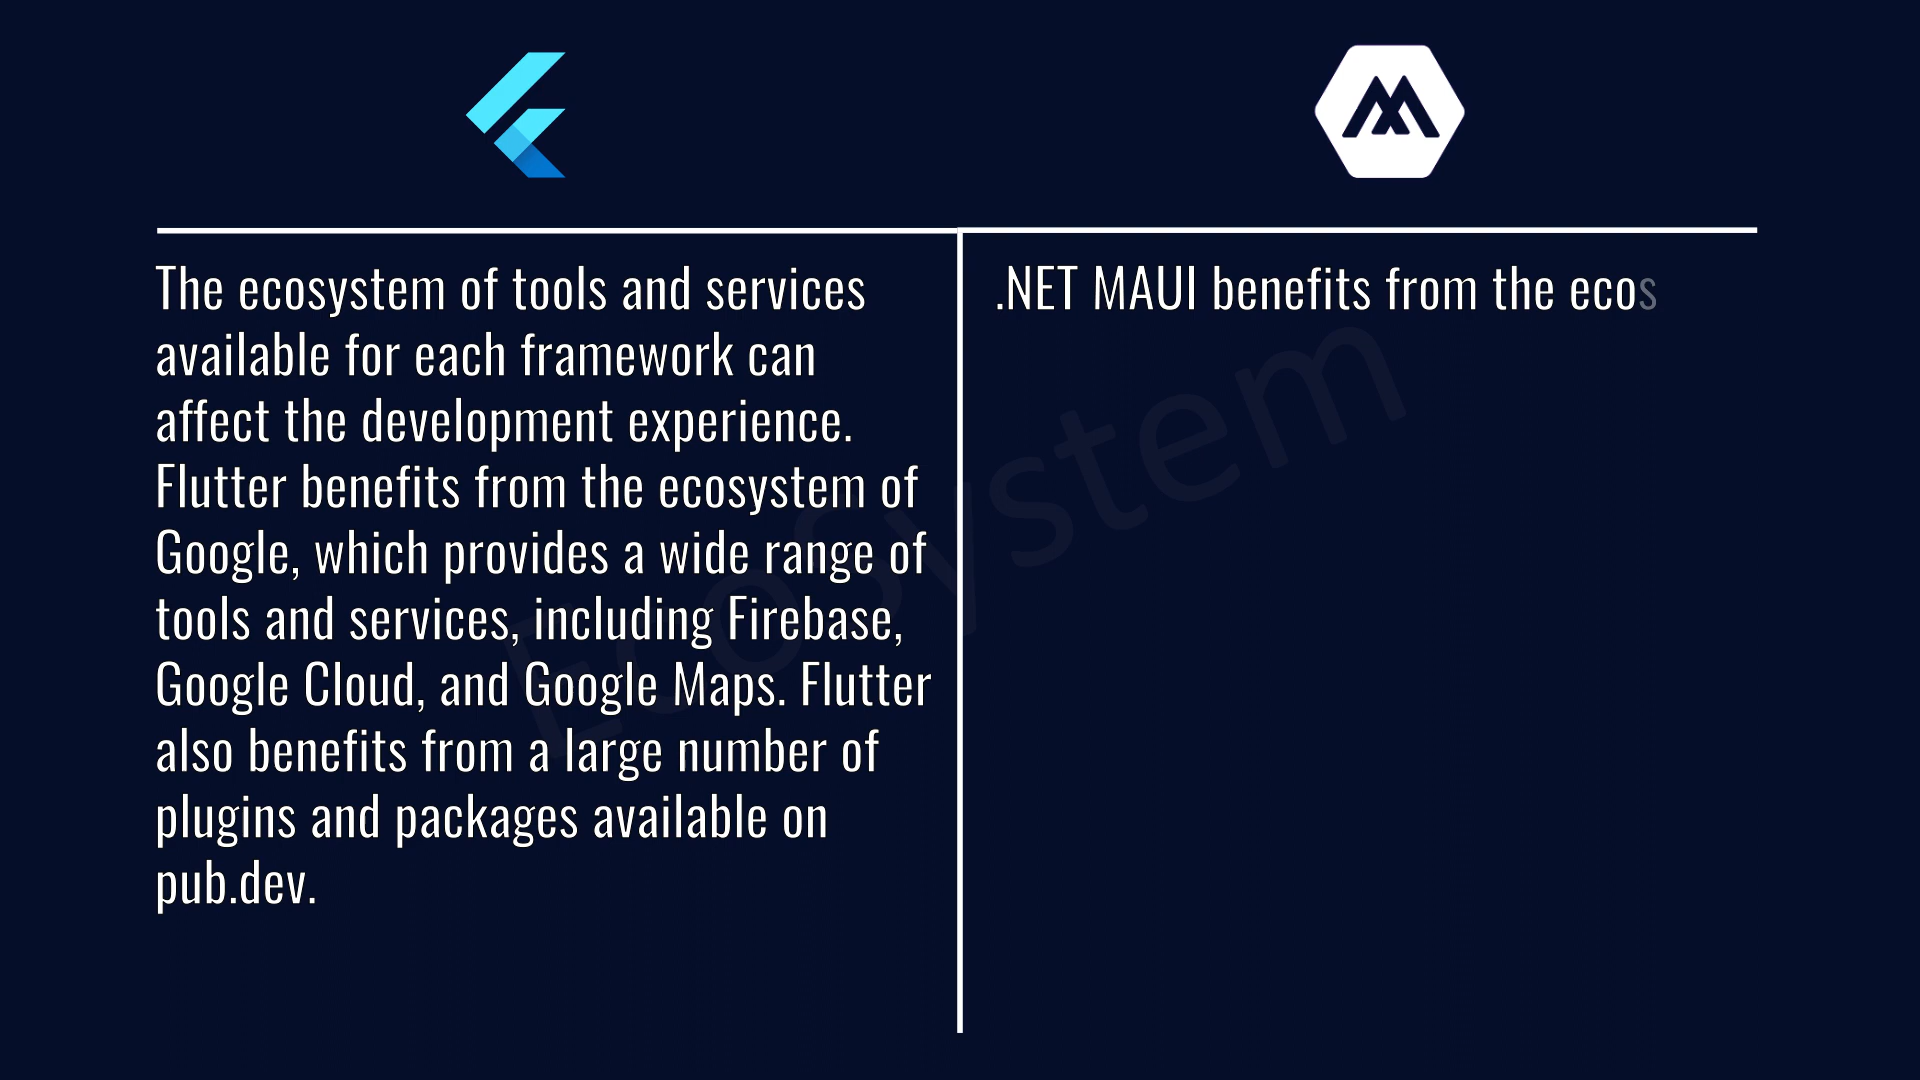 The ecosystem of tools and services
available for each framework can
affect the development experience.
Flutter benefits from the ecosystem of
Google, which provides a wide range of
tools and services, including Firebase,
Google Cloud, and Google Maps. Flutter
also benefits from a large number of
plugins and packages available on
pub.dev.
.NET MAUI benefits from the ecos
EcoSystem